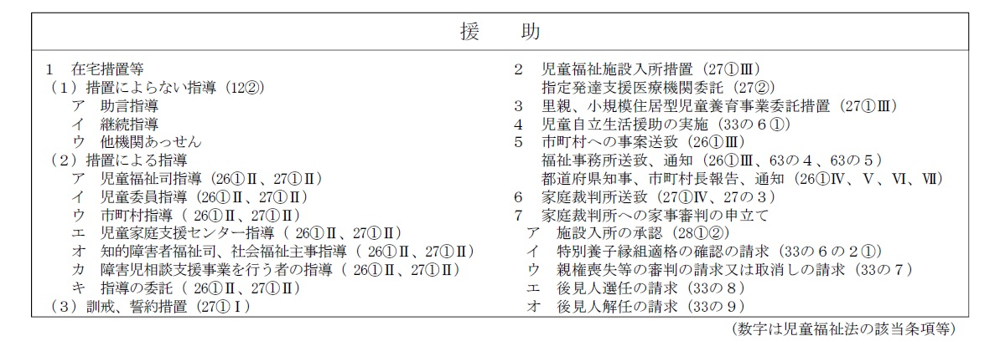 援　　助
1　在宅措置等
（1）措置によらない指導（12②）
ア　助言指導
イ　継続指導
ウ　他機関あっせん
（2）措置による指導
ア　児童福祉司指導（26①Ⅱ、27①Ⅱ）
イ　児童委員指導（26①Ⅱ、27①Ⅱ）
ウ　市町村指導（ 26①Ⅱ、27①Ⅱ）
エ　児童家庭支援センター指導（ 26①Ⅱ、27①Ⅱ）
オ　知的障害者福祉司、社会福祉主事指導（ 26①Ⅱ、27①Ⅱ）
カ　障害児相談支援事業を行う者の指導（ 26①Ⅱ、27①Ⅱ）
キ　指導の委託（ 26①Ⅱ、27①Ⅱ）
（3）訓戒、誓約措置（27①Ⅰ）
2　児童福祉施設入所措置（27①Ⅲ）
指定発達支援医療機関委託（27②）
3　里親、小規模住居型児童養育事業委託措置（27①Ⅲ）
4　児童自立生活援助の実施（33の６①）
5　市町村への事案送致（26①Ⅲ）
福祉事務所送致、通知（26①Ⅲ、63の４、63の５）
都道府県知事、市町村長報告、通知（26①Ⅳ、Ⅴ、Ⅵ、Ⅶ）
6　家庭裁判所送致（27①Ⅳ、27の３）
7　家庭裁判所への家事審判の申立て
ア　施設入所の承認（28①②）
イ　特別養子縁組適格の確認の請求（33の６の２①）
ウ　親権喪失等の審判の請求又は取消しの請求（33の７）
エ　後見人選任の請求（33の８）
オ　後見人解任の請求（33の９）
（数字は児童福祉法の該当条項等）